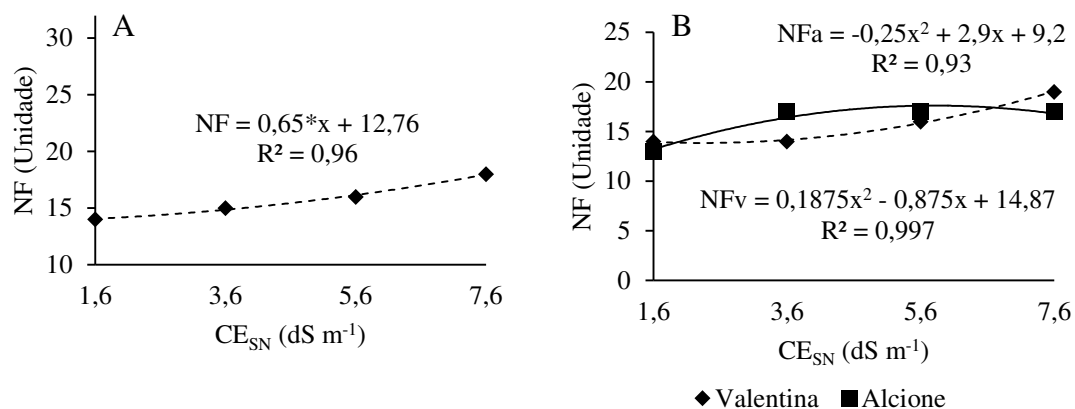 A
30
25
20
15
10
NF (Unidade)
NF = 0,65*x + 12,76
R² = 0,96
1,6 3,6 5,6 7,6
CE_SN (dS m⁻¹)
B
25
20
15
10
5
0
NF (Unidade)
NFa = -0,25x² + 2,9x + 9,2
R² = 0,93
NFv = 0,1875x² - 0,875x + 14,87
R² = 0,997
1,6 3,6 5,6 7,6
CE_SN (dS m⁻¹)
Valentina Alcione